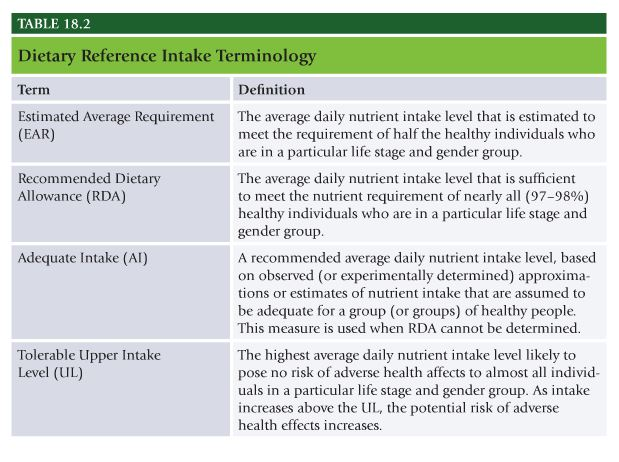 TABLE 18.2
Dietary Reference Intake Terminology
Term
Definition
Estimated Average Requirement
(EAR)
The average daily nutrient intake level that is estimated to
meet the requirement of half the healthy individuals who
are in a particular life stage and gender group.
Recommended Dietary
Allowance (RDA)
The average daily nutrient intake level that is sufficient
to meet the nutrient requirement of nearly all (97–98%)
healthy individuals who are in a particular life stage and
gender group.
Adequate Intake (AI)
A recommended average daily nutrient intake level, based
on observed (or experimentally determined) approxima-
tions or estimates of nutrient intake that are assumed to
be adequate for a group (or groups) of healthy people.
This measure is used when RDA cannot be determined.
Tolerable Upper Intake
Level (UL)
The highest average daily nutrient intake level likely to
pose no risk of adverse health affects to almost all individ-
uals in a particular life stage and gender group. As intake
increases above the UL, the potential risk of adverse
health effects increases.